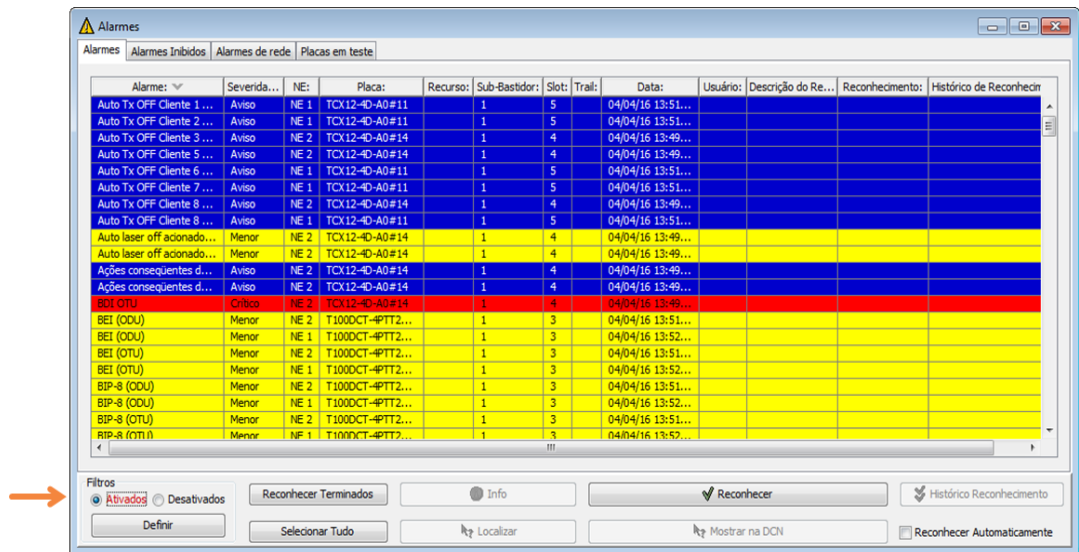 Alarmes
Alarmes Alarmes Inibidos Alarmes de rede Placas em teste
Alarme: Severida... NE: Placa: Recurso: Sub-Bastidor: Slot: Trail: Data: Usuário: Descrição do Re... Reconhecimento: Histórico de Reconhecim
Auto Tx OFF Cliente 1 ... Aviso NE 1 TCX12-4D-A0#11 1 5 04/04/16 13:51...
Auto Tx OFF Cliente 2 ... Aviso NE 1 TCX12-4D-A0#11 1 5 04/04/16 13:51...
Auto Tx OFF Cliente 3 ... Aviso NE 2 TCX12-4D-A0#14 1 4 04/04/16 13:49...
Auto Tx OFF Cliente 5 ... Aviso NE 2 TCX12-4D-A0#14 1 4 04/04/16 13:49...
Auto Tx OFF Cliente 6 ... Aviso NE 1 TCX12-4D-A0#11 1 5 04/04/16 13:51...
Auto Tx OFF Cliente 7 ... Aviso NE 1 TCX12-4D-A0#11 1 5 04/04/16 13:51...
Auto Tx OFF Cliente 8 ... Aviso NE 2 TCX12-4D-A0#14 1 4 04/04/16 13:49...
Auto Tx OFF Cliente 8 ... Aviso NE 1 TCX12-4D-A0#11 1 5 04/04/16 13:51...
Auto laser off acionado... Menor NE 2 TCX12-4D-A0#14 1 4 04/04/16 13:49...
Auto laser off acionado... Menor NE 2 TCX12-4D-A0#14 1 4 04/04/16 13:49...
Ações conseqüentes d... Aviso NE 2 TCX12-4D-A0#14 1 4 04/04/16 13:49...
Ações conseqüentes d... Aviso NE 2 TCX12-4D-A0#14 1 4 04/04/16 13:49...
BDI OTU Crítico NE 2 TCX12-4D-A0#14 1 4 04/04/16 13:49...
BEI (ODU) Menor NE 2 T100DCT-4PTT2... 1 3 04/04/16 13:51...
BEI (ODU) Menor NE 1 T100DCT-4PTT2... 1 3 04/04/16 13:52...
BEI (OTU) Menor NE 2 T100DCT-4PTT2... 1 3 04/04/16 13:51...
BEI (OTU) Menor NE 1 T100DCT-4PTT2... 1 3 04/04/16 13:52...
BIP-8 (ODU) Menor NE 2 T100DCT-4PTT2... 1 3 04/04/16 13:51...
BIP-8 (ODU) Menor NE 1 T100DCT-4PTT2... 1 3 04/04/16 13:52...
BIP-8 (OTU) Menor NE 2 T100DCT-4PTT2... 1 3 04/04/16 13:51...
BIP-8 (OTU) Menor NE 1 T100DCT-4PTT2... 1 3 04/04/16 13:52...
Filtros
Ativados Desativados Reconhecer Terminados Info Reconhecer Histórico Reconhecimento
Definir Selecionar Tudo Localizar Mostrar na DCN Reconhecer Automaticamente